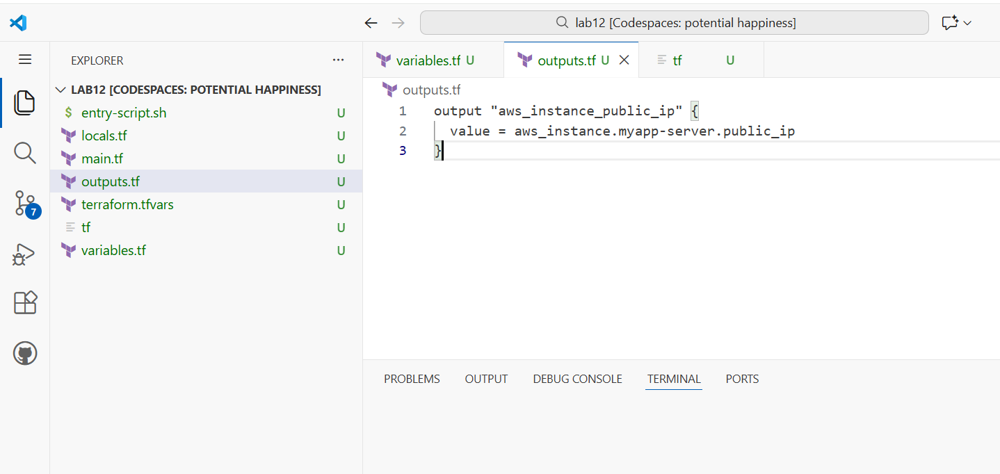 lab12 [Codespaces: potential happiness]
EXPLORER
LAB12 [CODESPACES: POTENTIAL HAPPINESS]
$ entry-script.sh U
locals.tf U
main.tf U
outputs.tf U
terraform.tfvars U
tf U
variables.tf U
7
variables.tf U
outputs.tf U
tf U
outputs.tf
1 output "aws_instance_public_ip" {
2 value = aws_instance.myapp-server.public_ip
3 }
PROBLEMS OUTPUT DEBUG CONSOLE TERMINAL PORTS